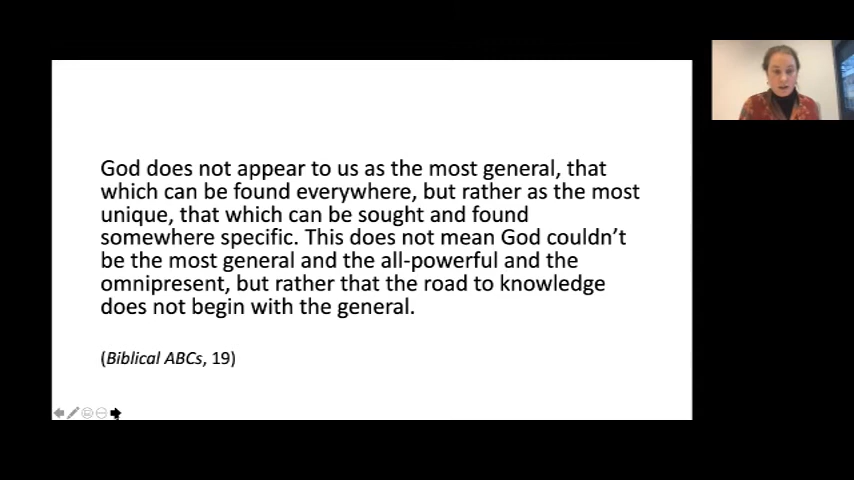 God does not appear to us as the most general, that
which can be found everywhere, but rather as the most
unique, that which can be sought and found
somewhere specific. This does not mean God couldn't
be the most general and the all-powerful and the
omnipresent, but rather that the road to knowledge
does not begin with the general.
(Biblical ABCs, 19)